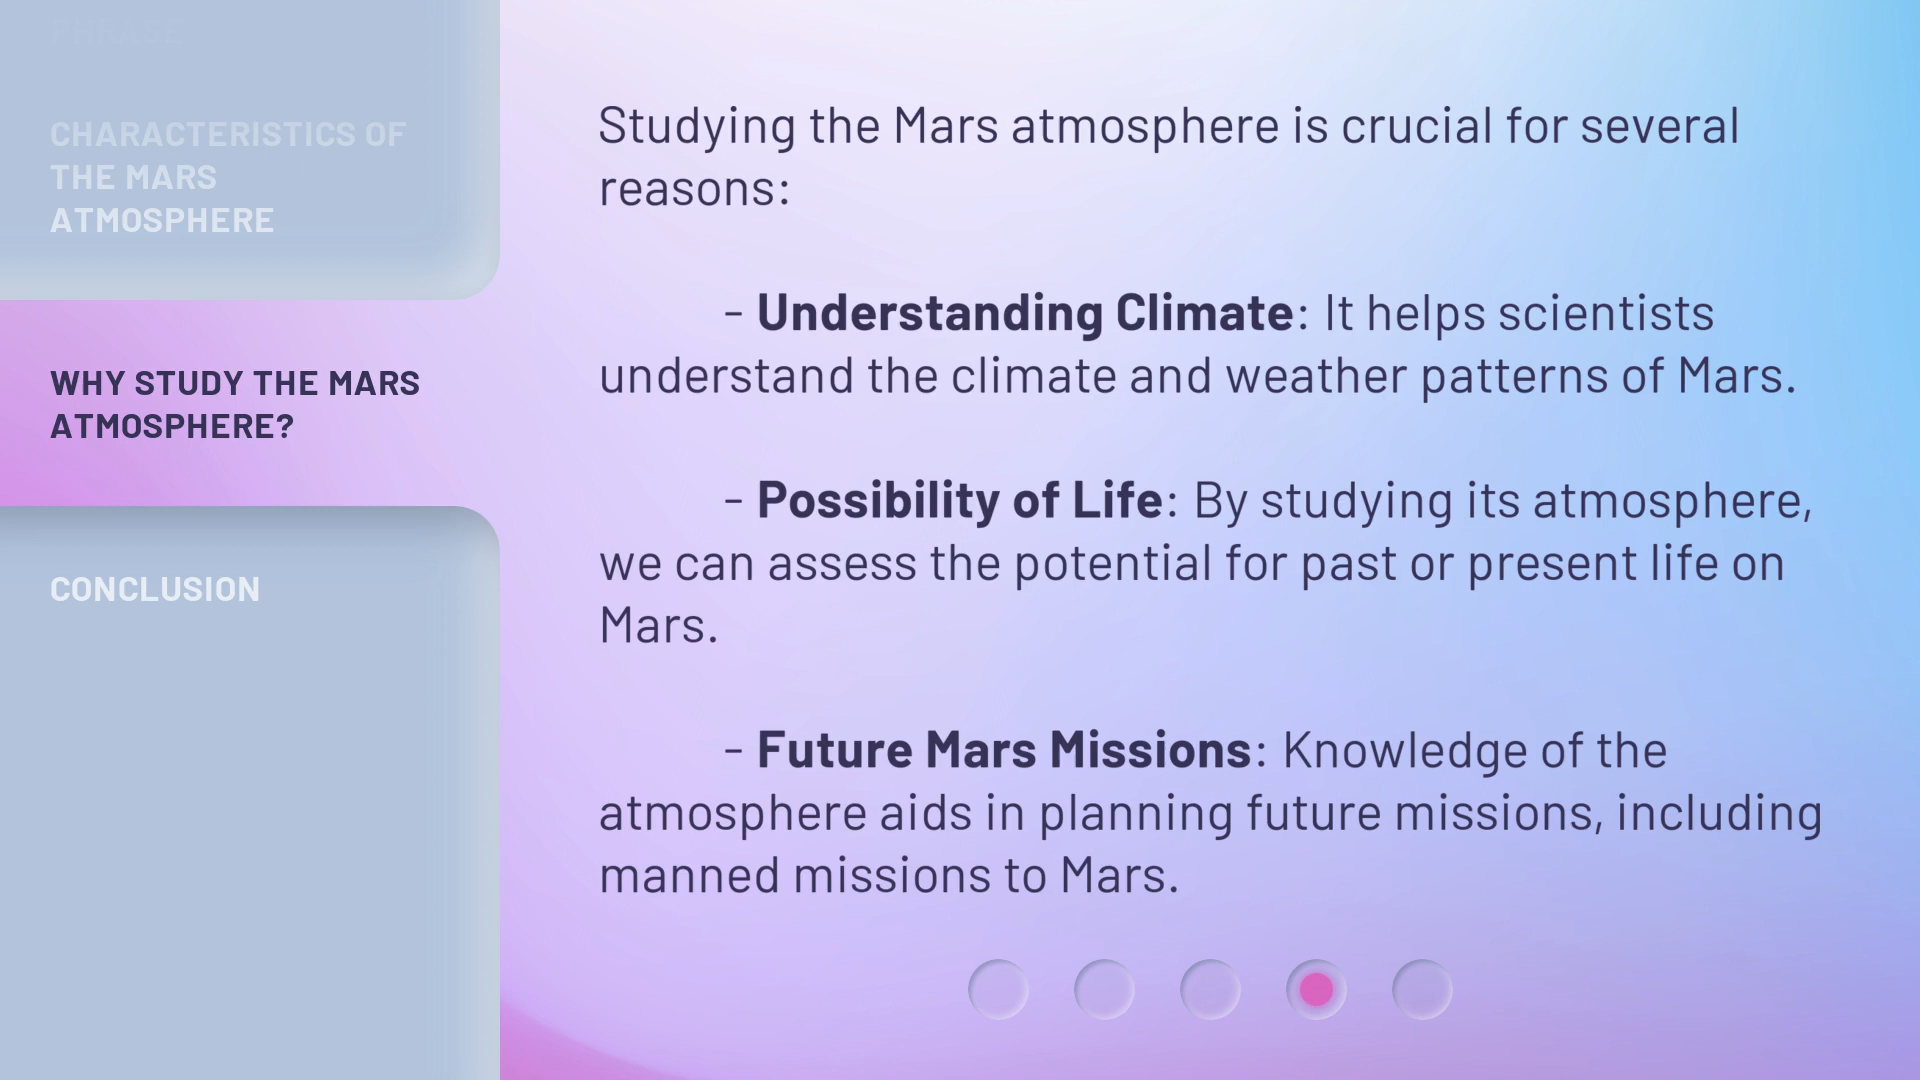 PHRASE
CHARACTERISTICS OF
THE MARS
ATMOSPHERE
WHY STUDY THE MARS
ATMOSPHERE?
CONCLUSION
Studying the Mars atmosphere is crucial for several
reasons:
- Understanding Climate: It helps scientists
understand the climate and weather patterns of Mars.
- Possibility of Life: By studying its atmosphere,
we can assess the potential for past or present life on
Mars.
- Future Mars Missions: Knowledge of the
atmosphere aids in planning future missions, including
manned missions to Mars.